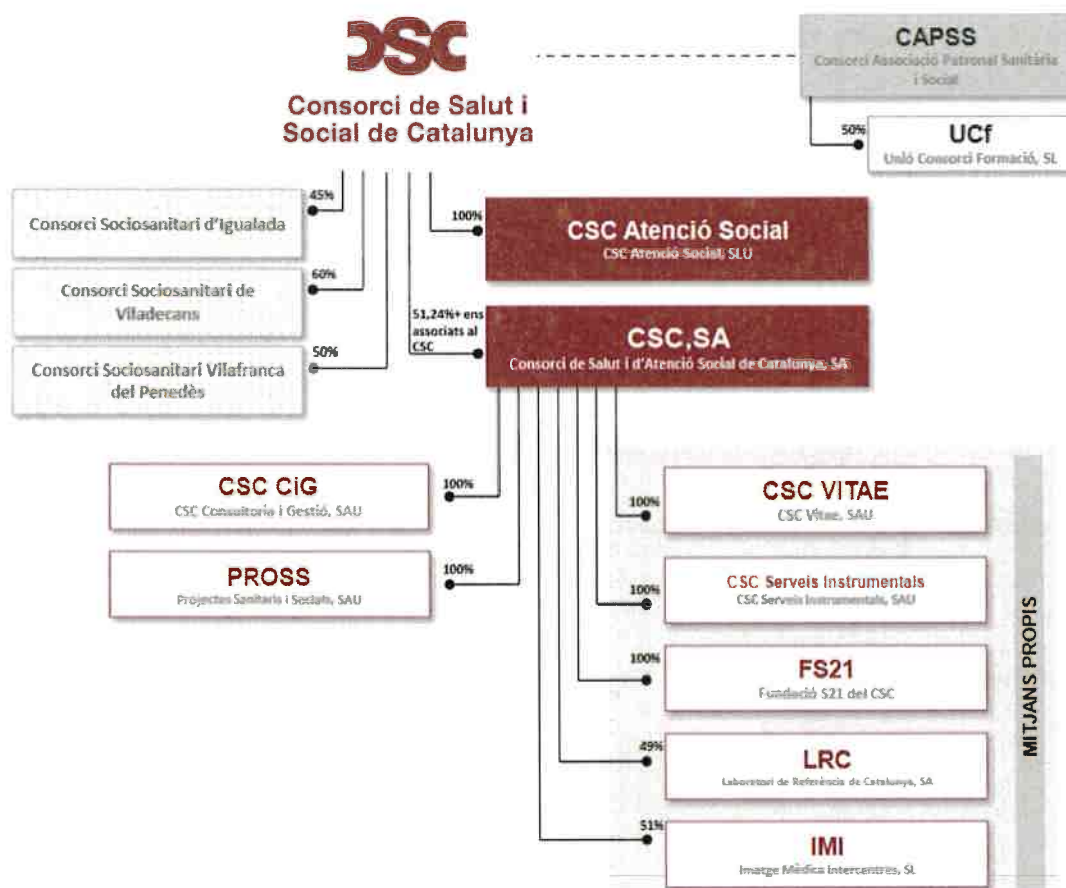 CSC
Consorci de Salut i
Social de Catalunya
CAPSS
Consorci Associació Patronal Sanitària
i Social
50%
UCf
Unió Consorci Formació, SL
45%
Consorci Sociosanitari d'Igualada
60%
Consorci Sociosanitari de
Viladecans
50%
Consorci Sociosanitari Vilafranca
del Penedès
100%
CSC Atenció Social
CSC Atenció Social, SLU
51,24%+ ens
associats al
CSC
CSC,SA
Consorci de Salut i d'Atenció Social de Catalunya, SA
100%
CSC CiG
CSC Consultoria i Gestió, SAU
100%
PROSS
Projectes Sanitaris i Socials, SAU
100%
CSC VITAE
CSC Vitae, SAU
100%
CSC Serveis Instrumentals
CSC Serveis Instrumentals, SAU
100%
FS21
Fundació S21 del CSC
49%
LRC
Laboratori de Referència de Catalunya, SA
51%
IMI
Imatge Mèdica Intercentres, SL
MITJANS PROPIS